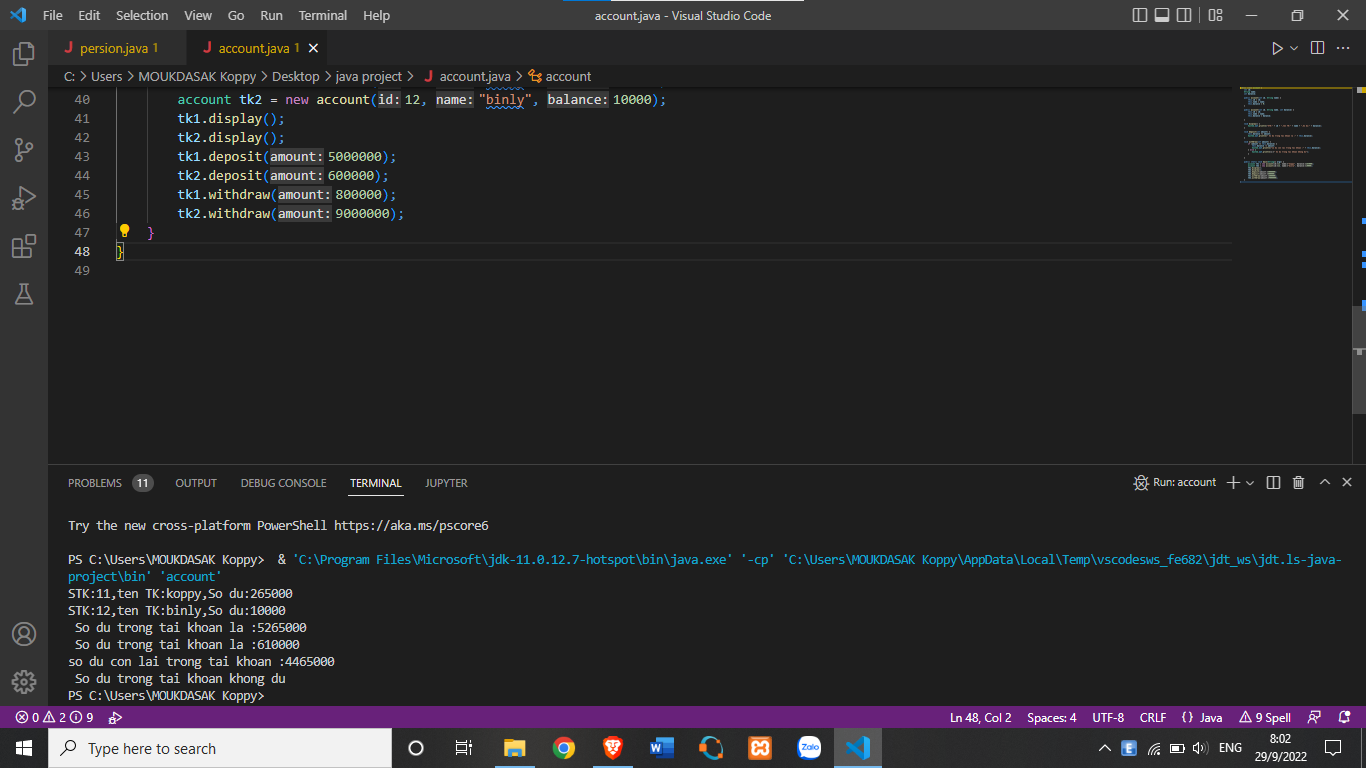 File Edit Selection View Go Run Terminal Help account.java - Visual Studio Code
J persion.java 1 J account.java 1
C: > Users > MOUKDASAK Koppy > Desktop > java project > J account.java > account
40 account tk2 = new account(id: 12, name: "binly", balance: 10000);
41 tk1.display();
42 tk2.display();
43 tk1.deposit(amount: 5000000);
44 tk2.deposit(amount: 600000);
45 tk1.withdraw(amount: 800000);
46 tk2.withdraw(amount: 9000000);
47 }
48 }
49
PROBLEMS 11 OUTPUT DEBUG CONSOLE TERMINAL JUPYTER Run: account
Try the new cross-platform PowerShell https://aka.ms/pscore6
PS C:\Users\MOUKDASAK Koppy> & 'C:\Program Files\Microsoft\jdk-11.0.12.7-hotspot\bin\java.exe' '-cp' 'C:\Users\MOUKDASAK Koppy\AppData\Local\Temp\vscodesws_fe682\jdt_ws\jdt.ls-java-
project\bin' 'account'
STK:11,ten TK:koppy,So du:265000
STK:12,ten TK:binly,So du:10000
So du trong tai khoan la :5265000
So du trong tai khoan la :610000
so du con lai trong tai khoan :4465000
So du trong tai khoan khong du
PS C:\Users\MOUKDASAK Koppy>
0 2 9 Ln 48, Col 2 Spaces: 4 UTF-8 CRLF {} Java 9 Spell
Type here to search W Zalo E ENG 8:02
29/9/2022